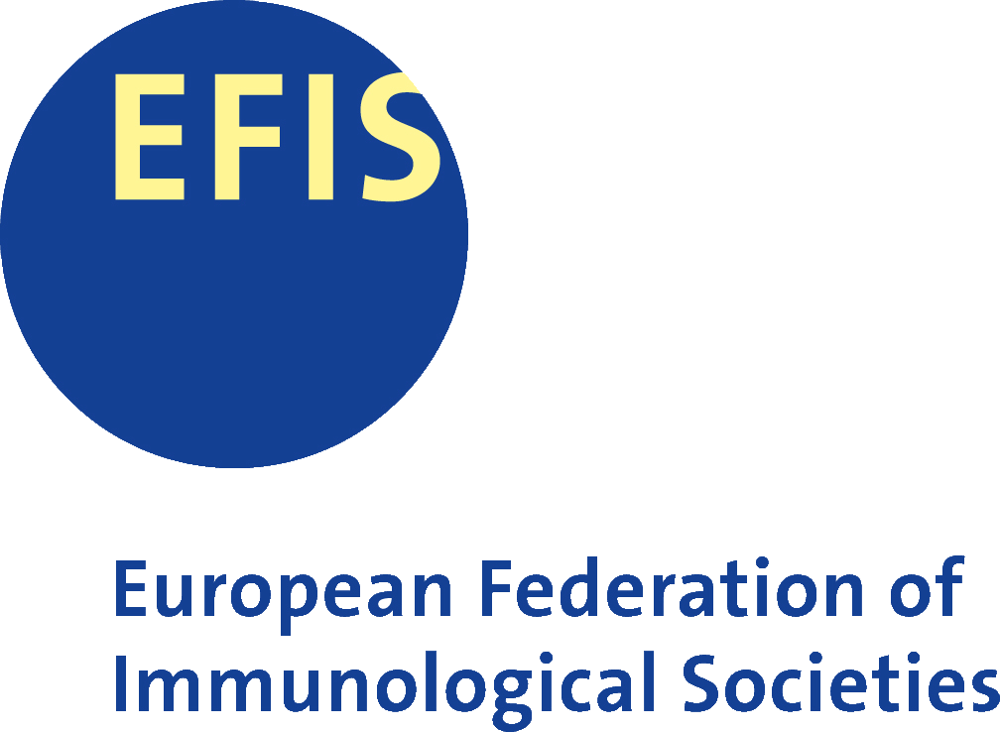 EFIS
European Federation of
Immunological Societies